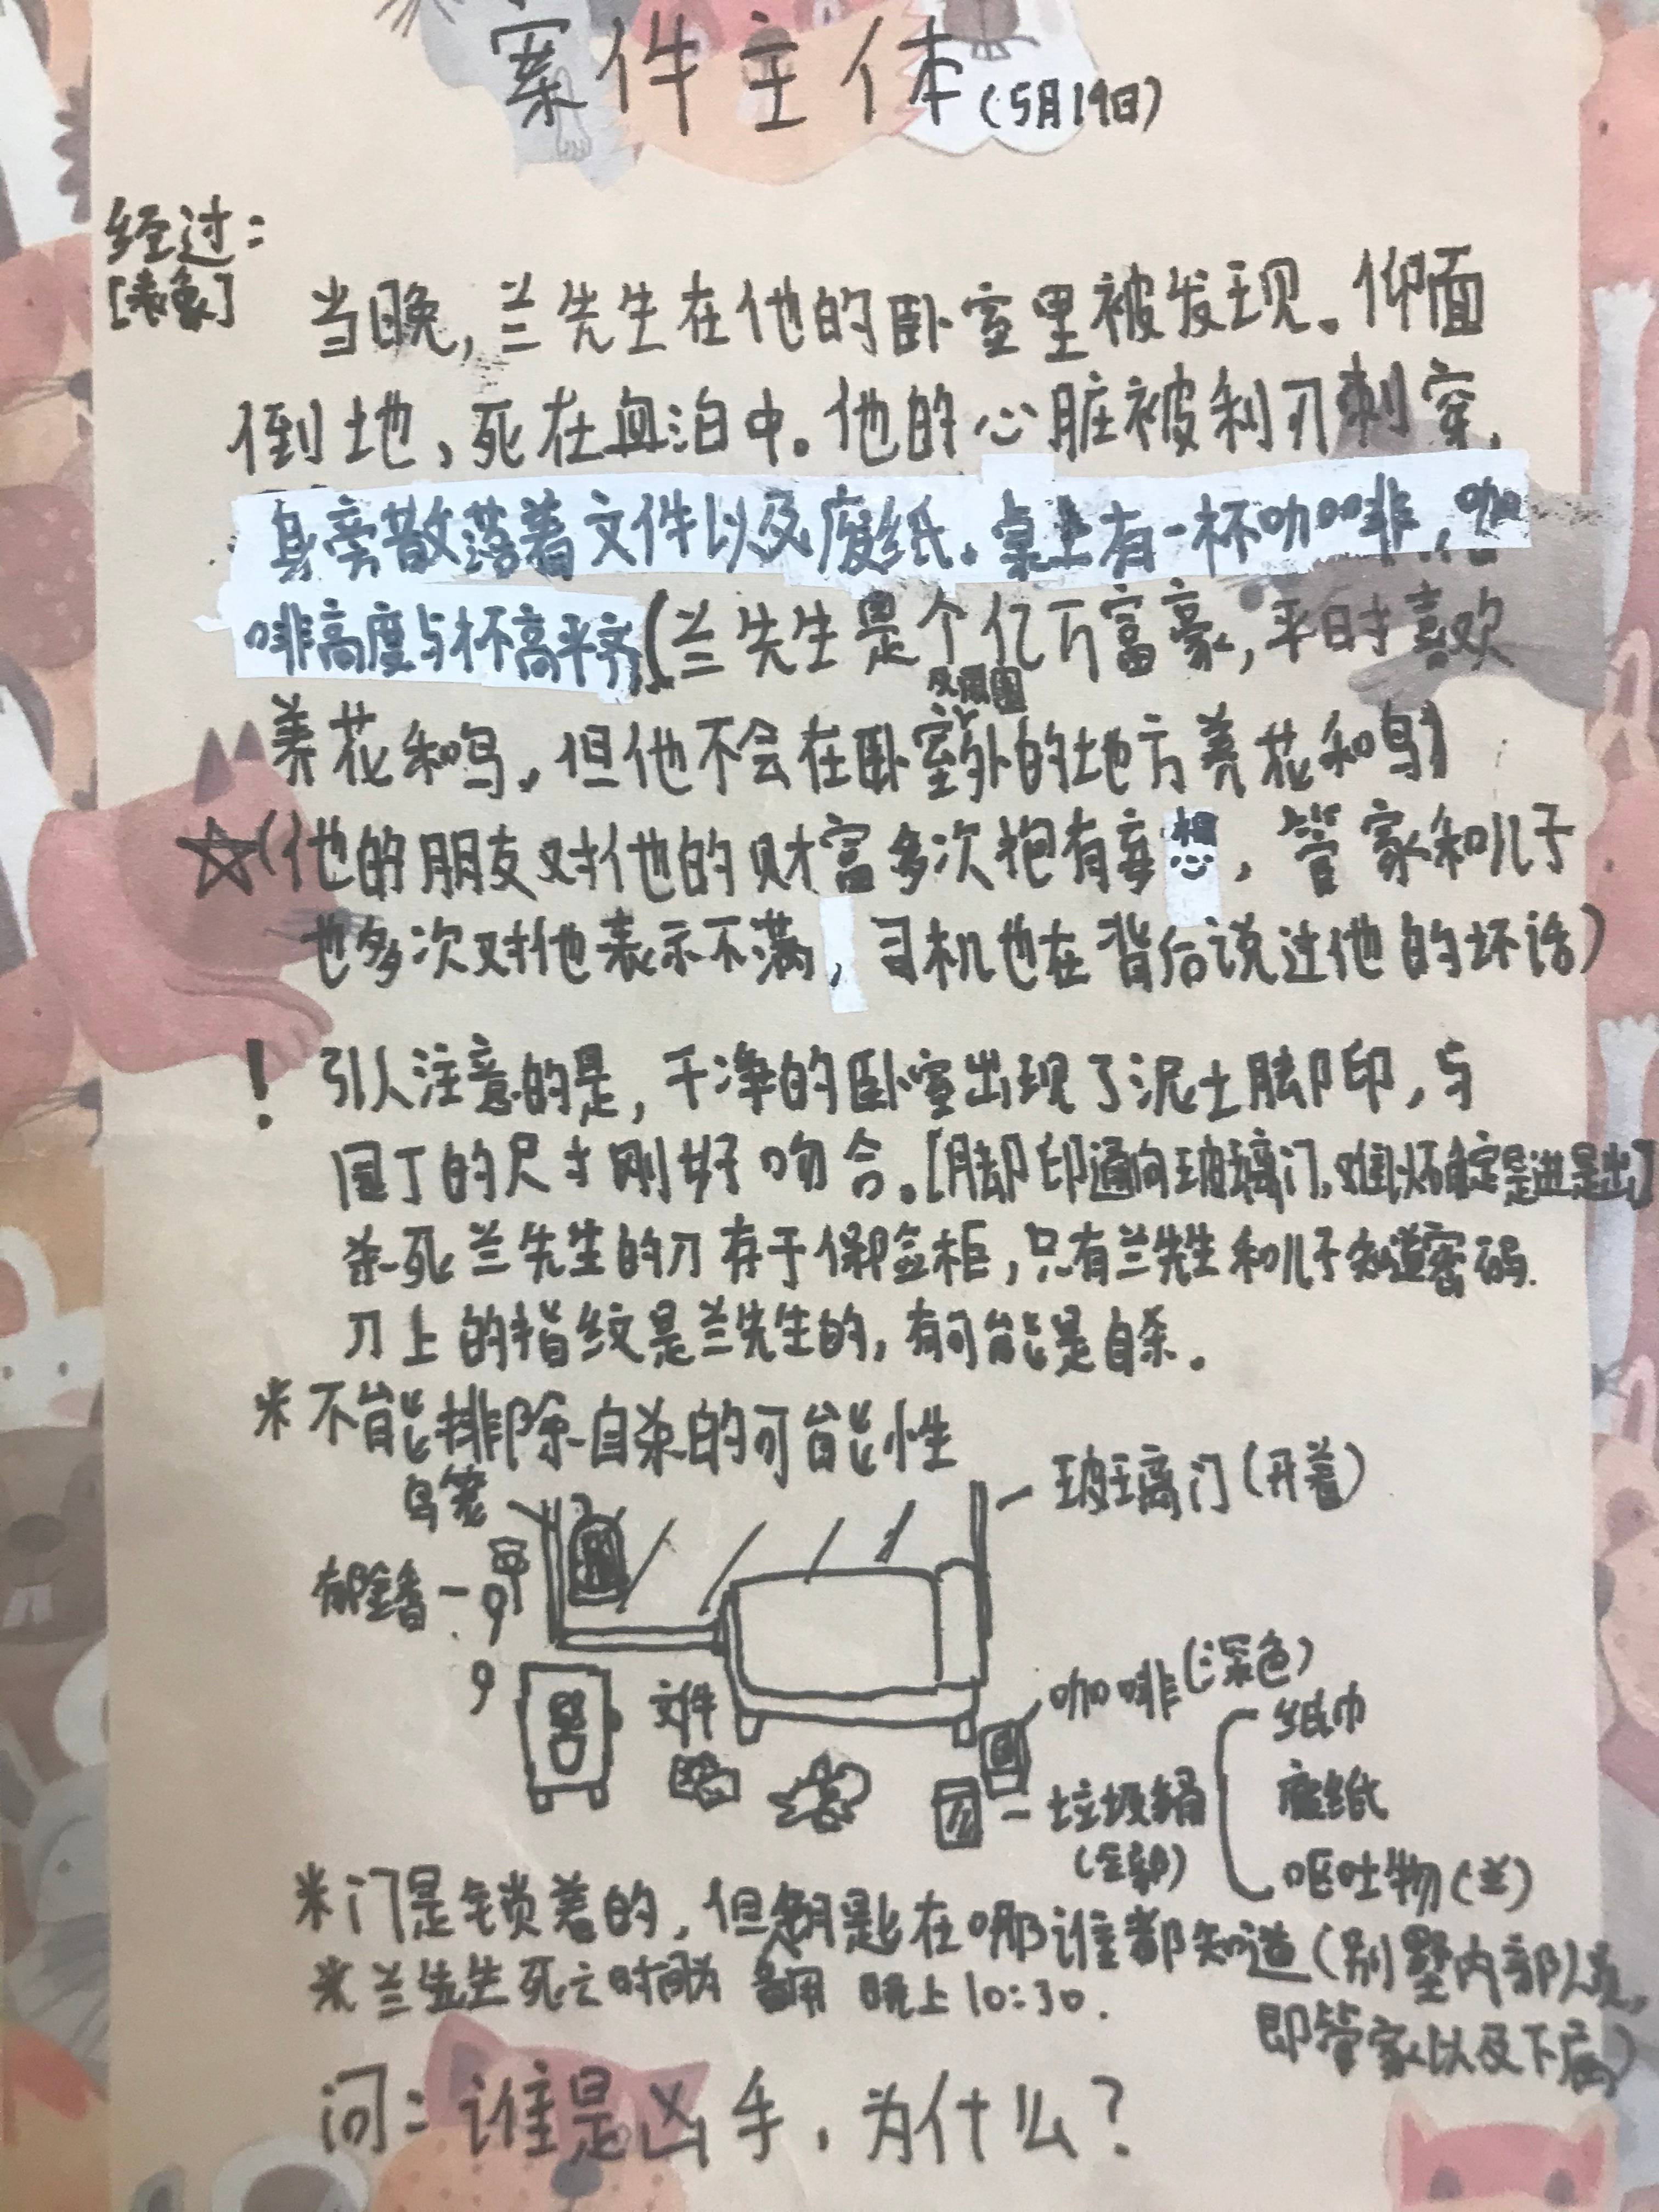 案件主体(5月19日)
经过:
[表象]
当晚,兰先生在他的卧室里被发现。仰面
倒地、死在血泊中。他的心脏被利刃刺穿,
身旁散落着文件以及废纸。桌上有一杯咖啡,咖
啡高度与杯高平齐(兰先生是个亿万富豪,平时喜欢
及周围
养花和鸟,但他不会在卧室外的地方养花和鸟)
☆(他的朋友对他的财富多次抱有妄想,管家和儿子
也多次对他表示不满,司机也在背后说过他的坏话)
! 引人注意的是,干净的卧室出现了泥土脚印,与
园丁的尺寸刚好吻合。[脚印通向玻璃门,难以确定是进是出]
杀死兰先生的刀存于保险柜,只有兰先生和儿子知道密码.
刀上的指纹是兰先生的,有可能是自杀。
*不能排除自杀的可能性
鸟笼
玻璃门(开着)
郁金香
文件
咖啡(深色)
垃圾桶
(全部)
纸巾
废纸
呕吐物(兰)
*门是锁着的,但钥匙在哪谁都知道(别墅内部人员,
备用
即管家以及下病)
*兰先生死亡时间为 晚上10:30.
问:谁是凶手,为什么?